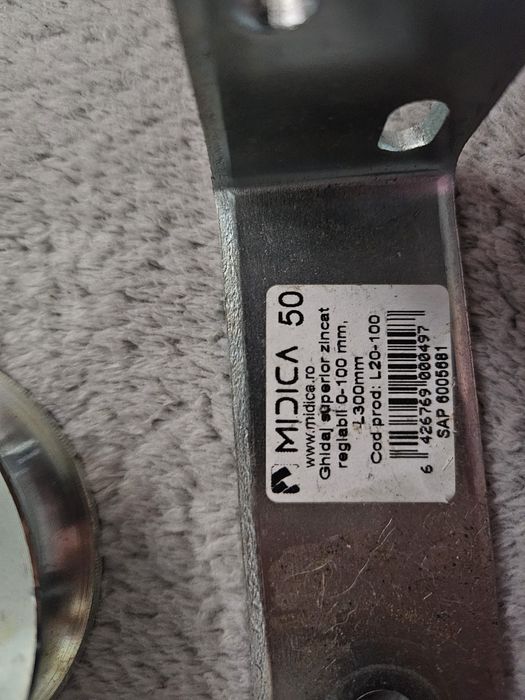 MIDICA 50
www.midica.ro
Ghidaj superior zincat
reglabil 0-100 mm,
L300mm
Cod prod: L20-100
6 426769 000497
SAP 6005681